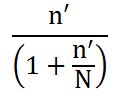 n′
(1 + n′
N)